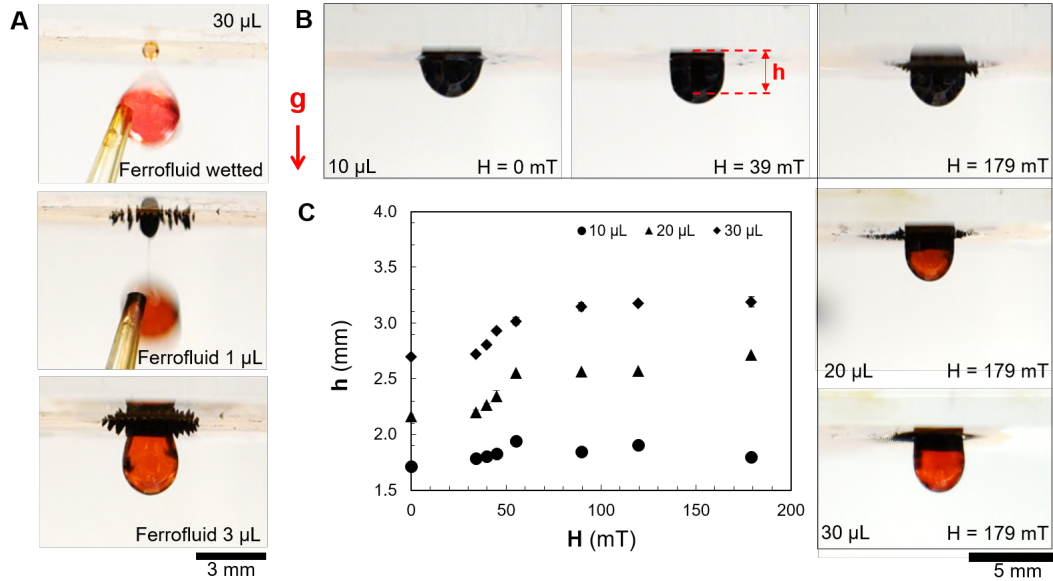 A
30 µL
Ferrofluid wetted
Ferrofluid 1 µL
Ferrofluid 3 µL
3 mm
B
g
10 µL
H = 0 mT
h
H = 39 mT
H = 179 mT
20 µL
H = 179 mT
30 µL
H = 179 mT
5 mm
C
10 µL 20 µL 30 µL
4.0
3.5
3.0
2.5
2.0
1.5
h (mm)
0 50 100 150 200
H (mT)